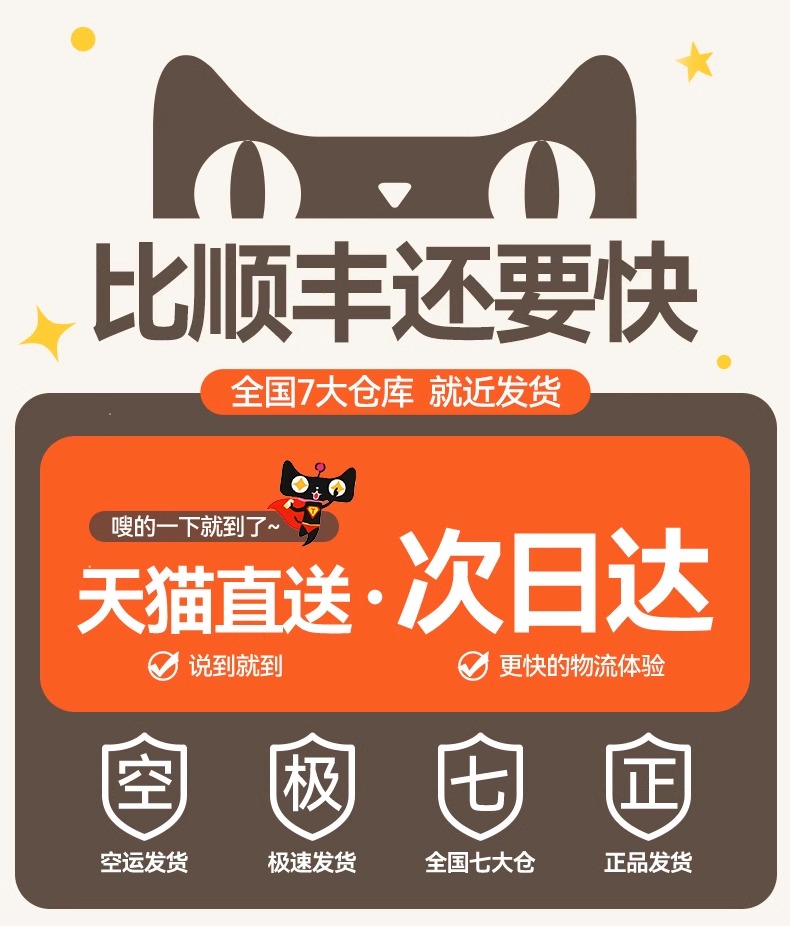 比顺丰还要快
全国7大仓库 就近发货
嗖的一下就到了~
天猫直送·次日达
说到就到
更快的物流体验
空 极 七 正
空运发货 极速发货 全国七大仓 正品发货